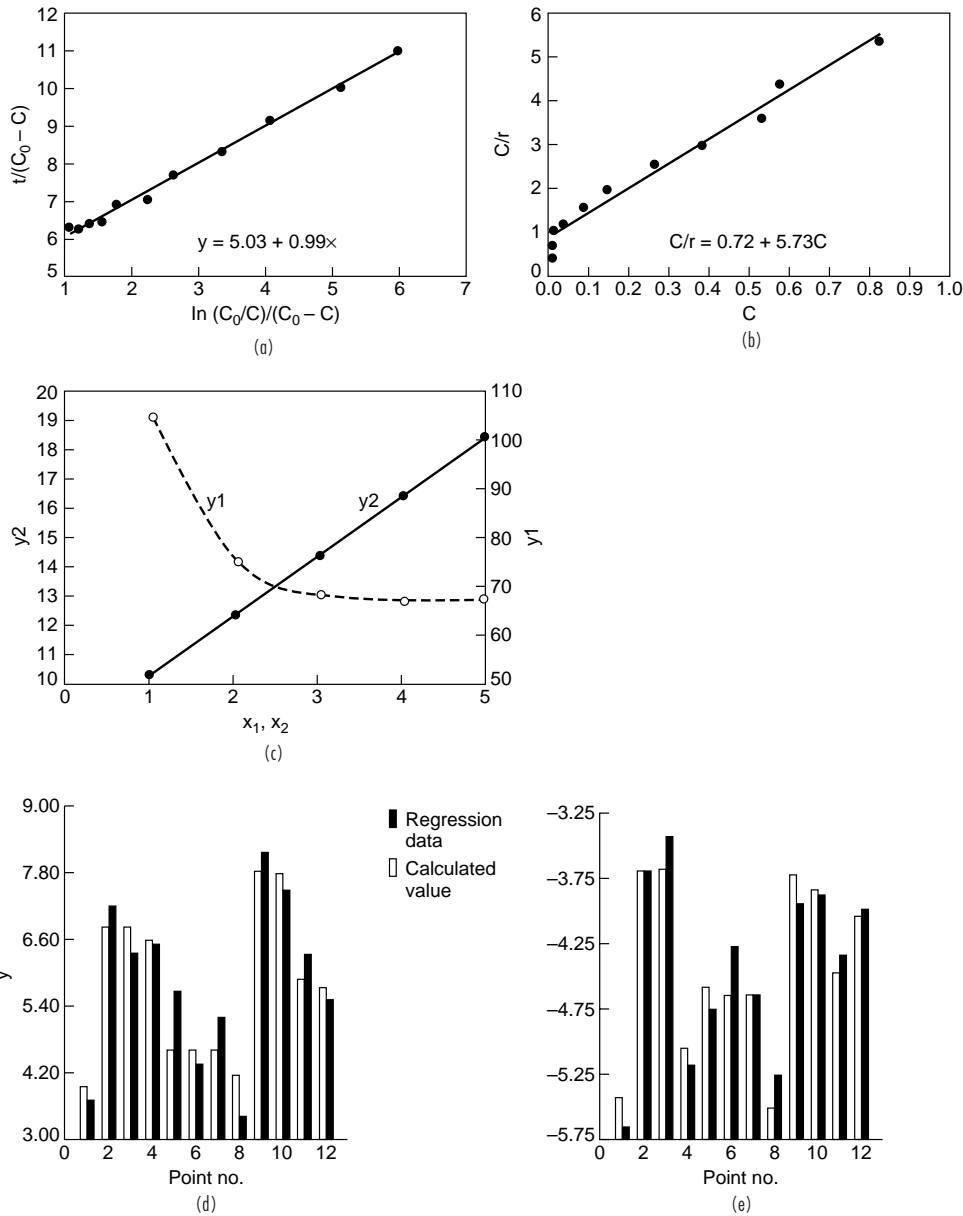 12
11
10
9
8
7
6
5
t/(C₀ – C)
y = 5.03 + 0.99×
1 2 3 4 5 6 7
ln (C₀/C)/(C₀ – C)
(a)
6
5
4
3
2
1
0
C/r
C/r = 0.72 + 5.73C
0.0 0.1 0.2 0.3 0.4 0.5 0.6 0.7 0.8 0.9 1.0
C
(b)
20
19
18
17
16
15
14
13
12
11
10
y2
y1
y2
110
100
90
80
70
60
50
y1
0 1 2 3 4 5
x₁, x₂
(c)
9.00
7.80
6.60
5.40
4.20
3.00
y
0 2 4 6 8 10 12
Point no.
(d)
Regression
data
Calculated
value
–3.25
–3.75
–4.25
–4.75
–5.25
–5.75
0 2 4 6 8 10 12
Point no.
(e)